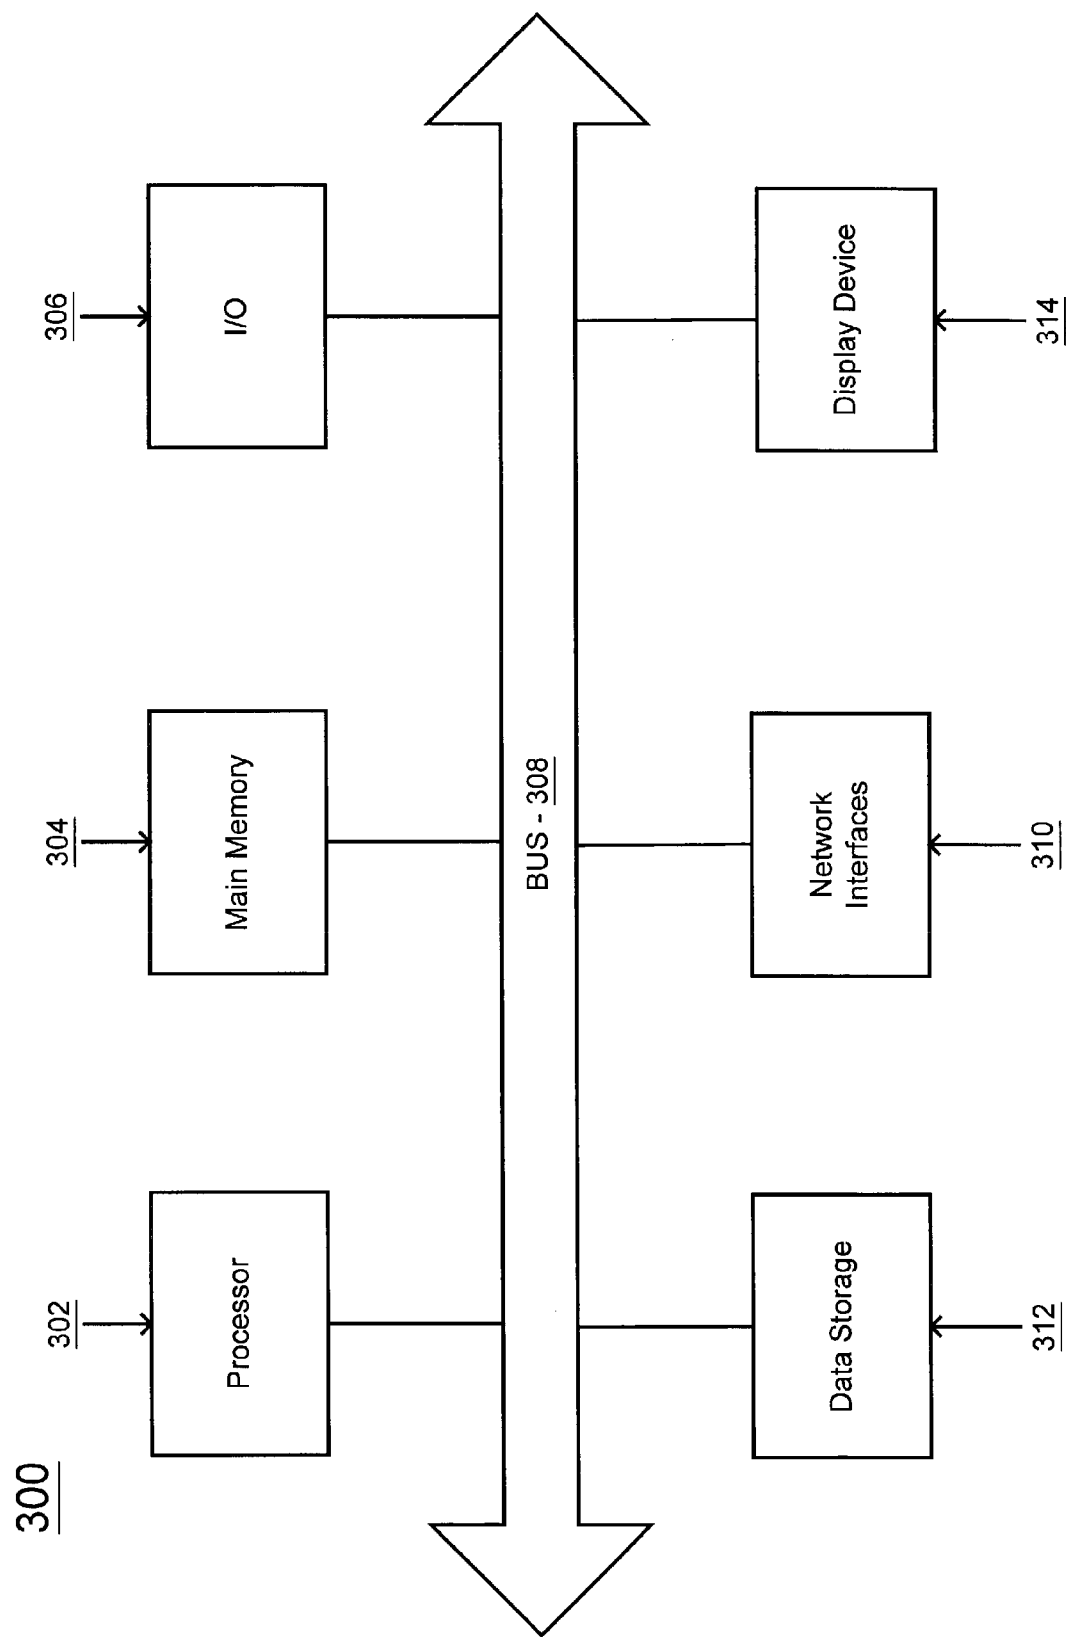 300
302
304
306
Processor
Main Memory
I/O
BUS - 308
Data Storage
Network
Interfaces
Display Device
312
310
314